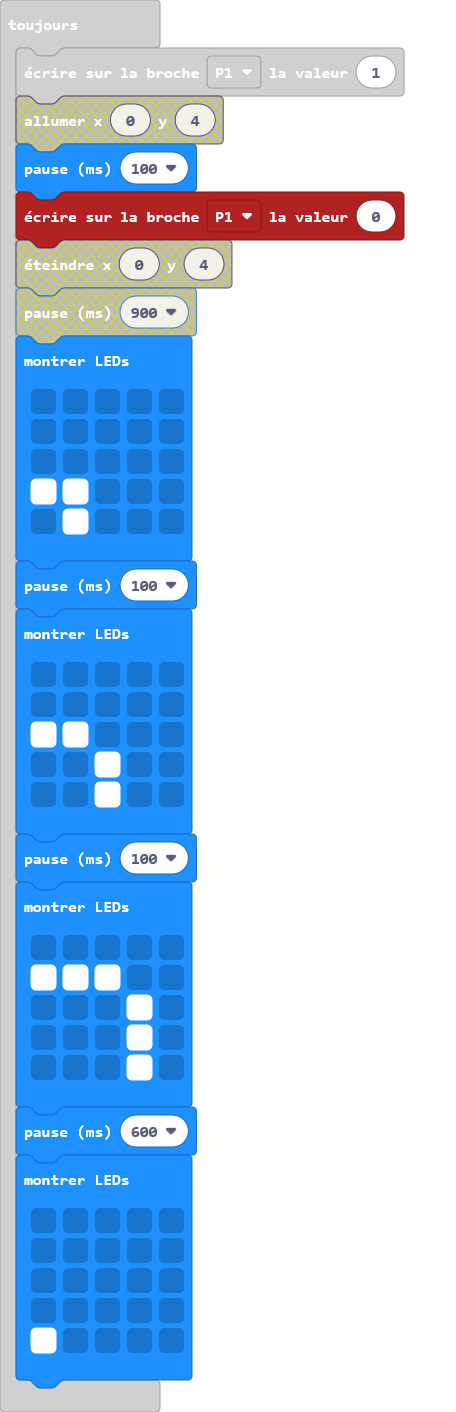 toujours
écrire sur la broche P1 la valeur 1
allumer x 0 y 4
pause (ms) 100
écrire sur la broche P1 la valeur 0
éteindre x 0 y 4
pause (ms) 900
montrer LEDs
pause (ms) 100
montrer LEDs
pause (ms) 100
montrer LEDs
pause (ms) 600
montrer LEDs